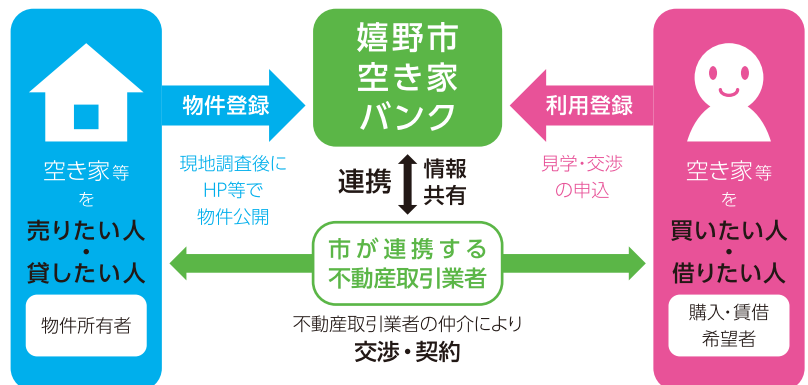 嬉野市
空き家
バンク
物件登録
利用登録
空き家等
を
売りたい人
・
貸したい人
物件所有者
現地調査後に
HP等で
物件公開
連携
情報
共有
見学・交渉
の申込
空き家等
を
買いたい人
・
借りたい人
購入・賃借
希望者
市が連携する
不動産取引業者
不動産取引業者の仲介により
交渉・契約